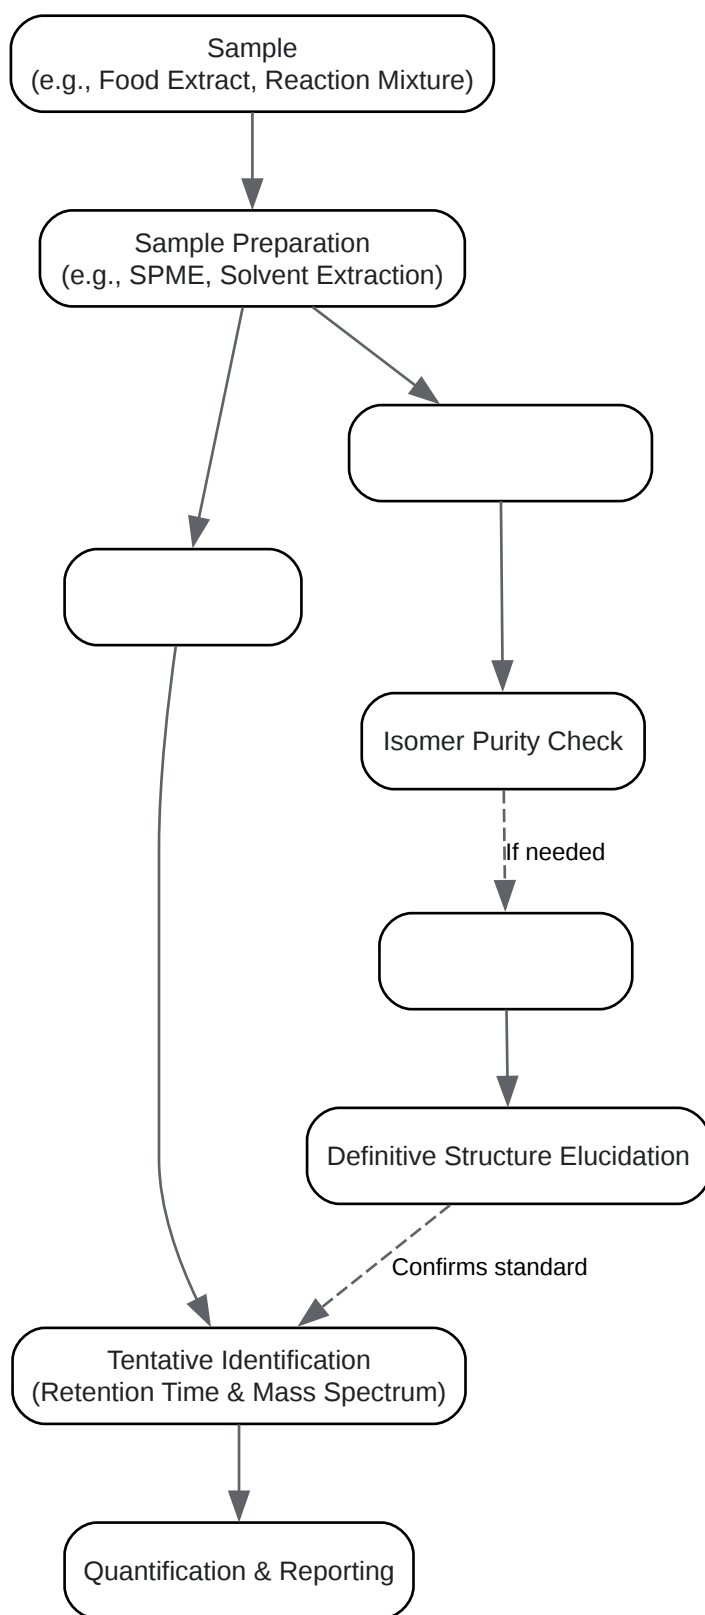 Sample
(e.g., Food Extract, Reaction Mixture)
Sample Preparation
(e.g., SPME, Solvent Extraction)
Isomer Purity Check
If needed
Definitive Structure Elucidation
Confirms standard
Tentative Identification
(Retention Time & Mass Spectrum)
Quantification & Reporting